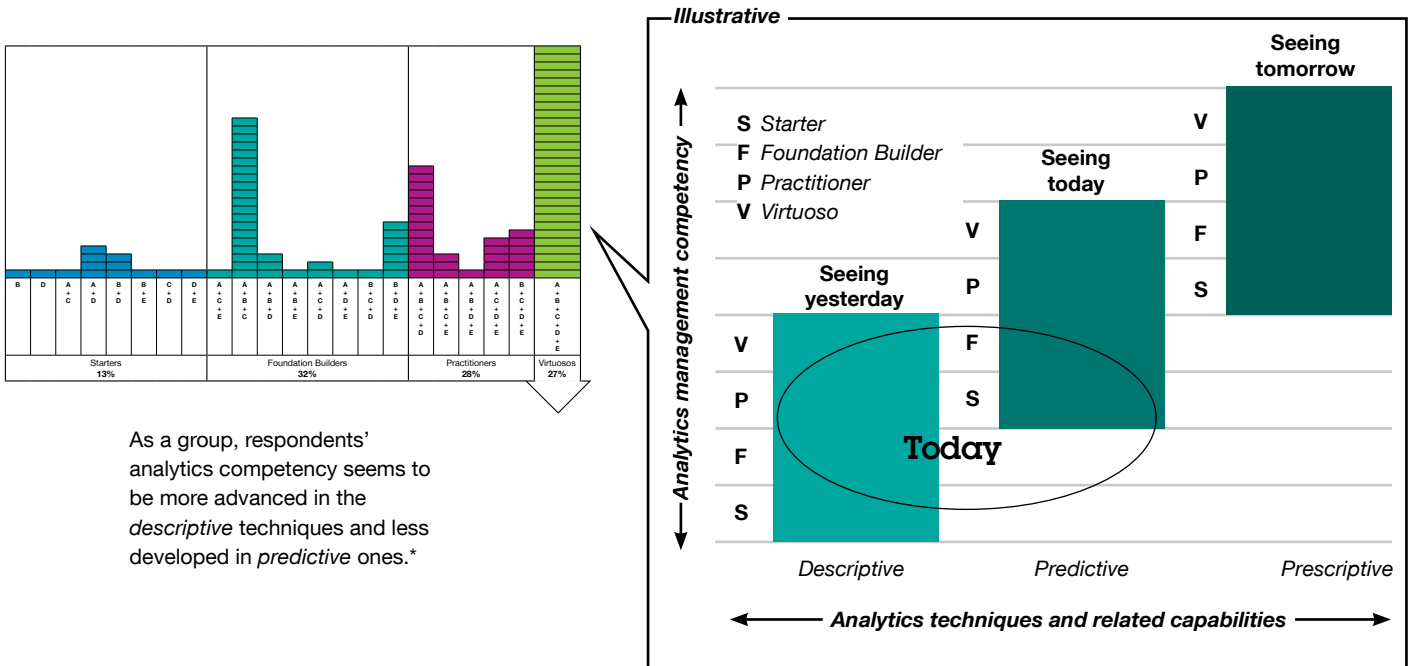 Illustrative
B
D
A + C
A + D
B + D
B + E
C + D
D + E
A + C + E
A + B + C
A + B + D
A + B + E
A + C + D
A + D + E
B + C + D
B + D + E
A + B + C + D
A + B + C + E
A + B + D + E
A + C + D + E
B + C + D + E
A + B + C + D + E
Starters
13%
Foundation Builders
32%
Practitioners
28%
Virtuosos
27%
As a group, respondents’
analytics competency seems to
be more advanced in the
descriptive techniques and less
developed in predictive ones.*
Analytics management competency
S Starter
F Foundation Builder
P Practitioner
V Virtuoso
Seeing
yesterday
V
P
F
S
Seeing
today
V
P
F
S
Seeing
tomorrow
V
P
F
S
Today
Descriptive
Predictive
Prescriptive
Analytics techniques and related capabilities